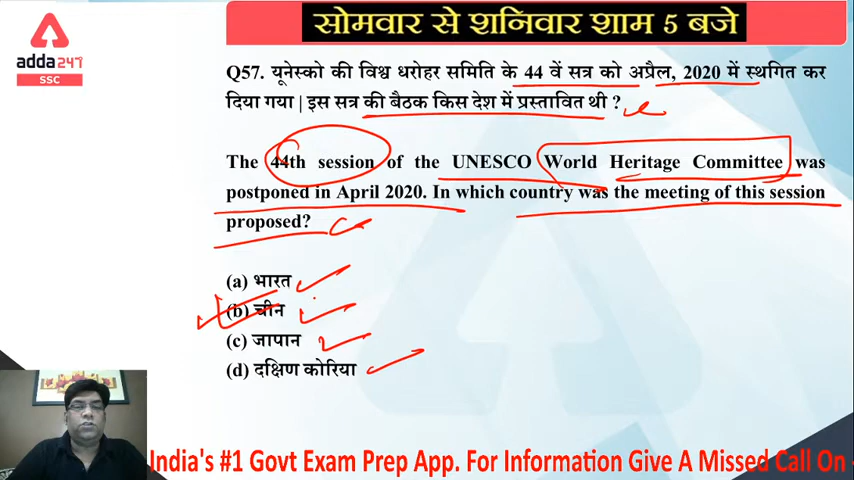 सोमवार से शनिवार शाम 5 बजे
adda247
SSC
Q57. यूनेस्को की विश्व धरोहर समिति के 44 वें सत्र को अप्रैल, 2020 में स्थगित कर
दिया गया | इस सत्र की बैठक किस देश में प्रस्तावित थी ?
The 44th session of the UNESCO World Heritage Committee was
postponed in April 2020. In which country was the meeting of this session
proposed?
(a) भारत
(b) चीन
(c) जापान
(d) दक्षिण कोरिया
India's #1 Govt Exam Prep App. For Information Give A Missed Call On